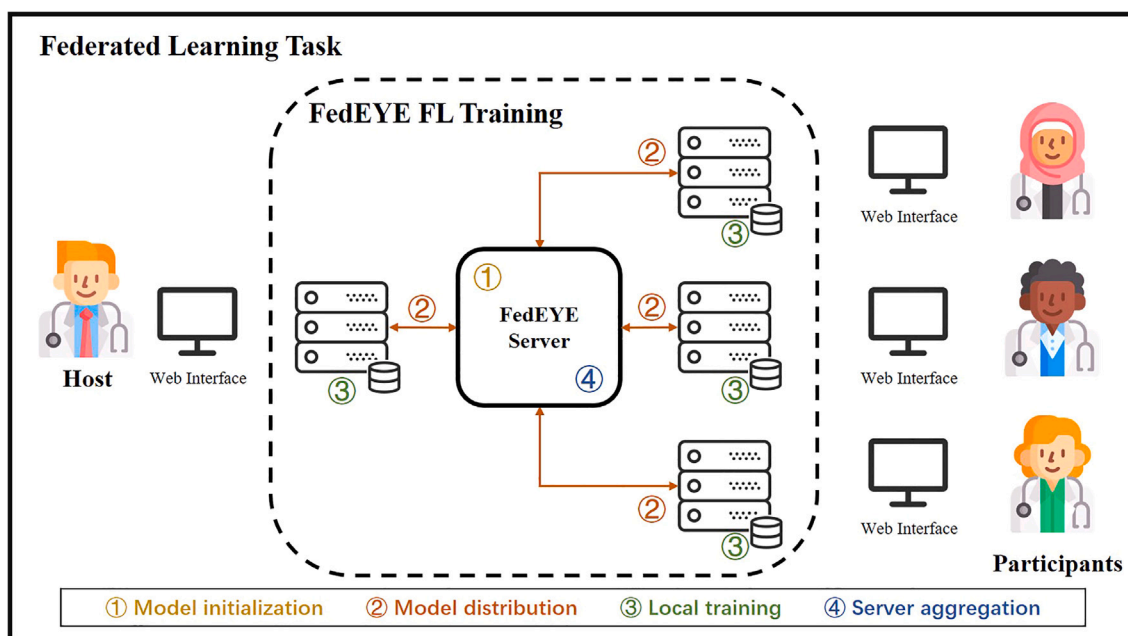 Federated Learning Task
FedEYE FL Training
②
③
Web Interface
Host
Web Interface
②
③
①
FedEYE
Server
④
②
③
Web Interface
②
③
Web Interface
Participants
① Model initialization ② Model distribution ③ Local training ④ Server aggregation